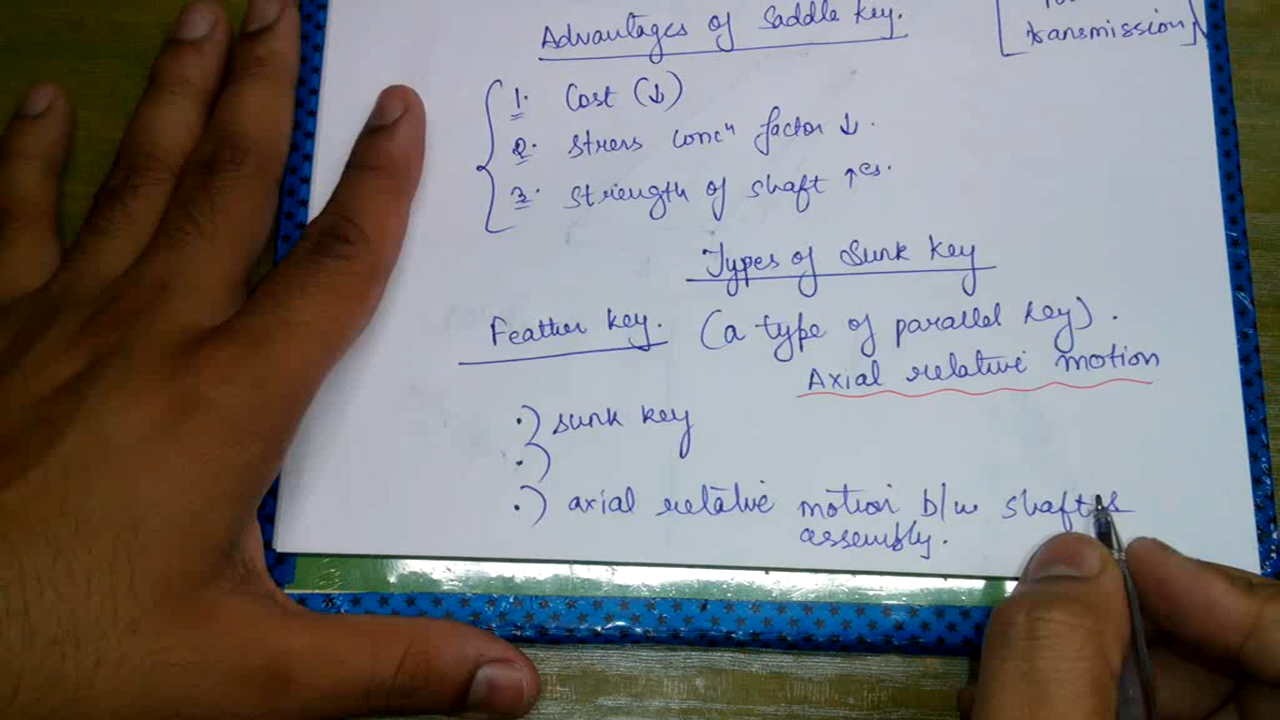 Advantages of Saddle key.
transmission]
1. Cost (↓)
2. Stress concⁿ factor ↓.
3. Strength of shaft ↑es.
Types of Sunk key
Feather key. (a type of parallel key).
Axial relative motion
.) sunk key
.)
.) axial relative motion b/w shaft &
assembly.